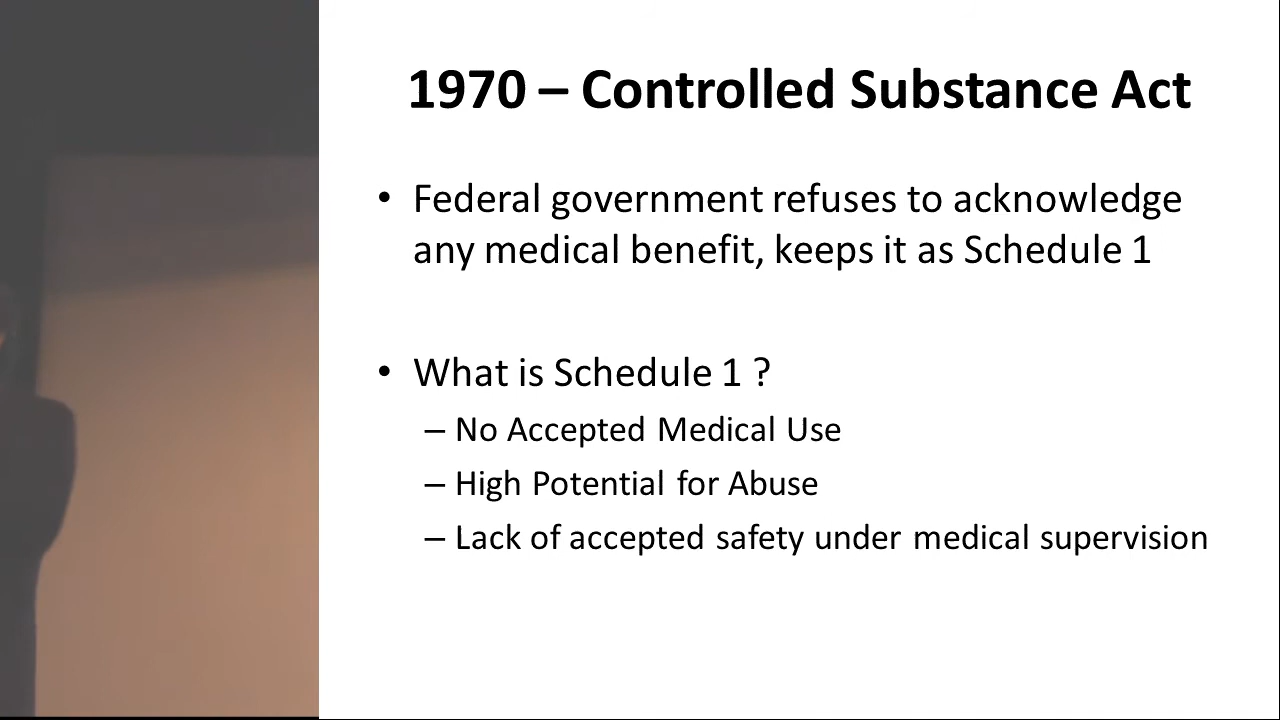 1970 – Controlled Substance Act
• Federal government refuses to acknowledge
any medical benefit, keeps it as Schedule 1
• What is Schedule 1 ?
– No Accepted Medical Use
– High Potential for Abuse
– Lack of accepted safety under medical supervision